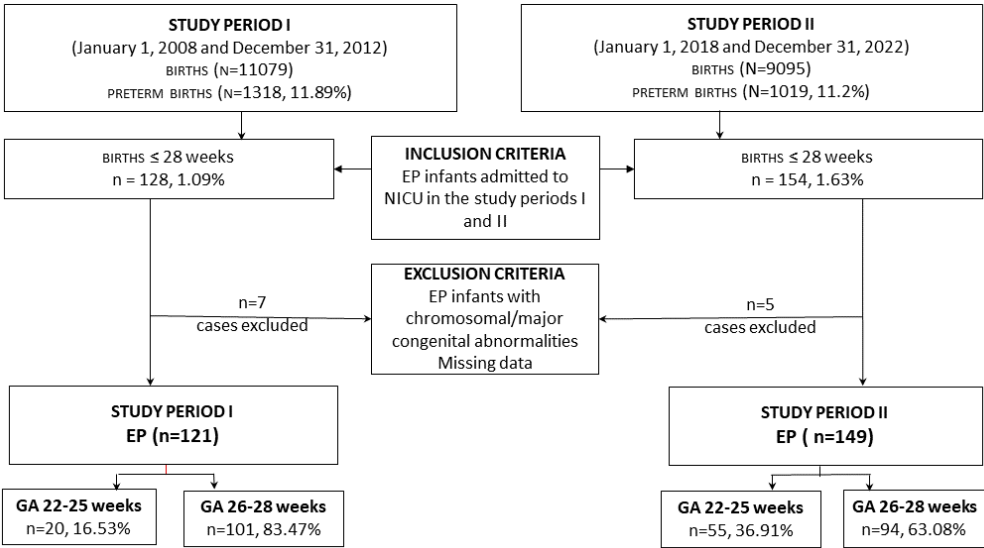 STUDY PERIOD I
(January 1, 2008 and December 31, 2012)
BIRTHS (N=11079)
PRETERM BIRTHS (N=1318, 11.89%)
STUDY PERIOD II
(January 1, 2018 and December 31, 2022)
BIRTHS (N=9095)
PRETERM BIRTHS (N=1019, 11.2%)
BIRTHS ≤ 28 weeks
n = 128, 1.09%
INCLUSION CRITERIA
EP infants admitted to
NICU in the study periods I
and II
BIRTHS ≤ 28 weeks
n = 154, 1.63%
n=7
cases excluded
EXCLUSION CRITERIA
EP infants with
chromosomal/major
congenital abnormalities
Missing data
n=5
cases excluded
STUDY PERIOD I
EP (n=121)
STUDY PERIOD II
EP ( n=149)
GA 22-25 weeks
n=20, 16.53%
GA 26-28 weeks
n=101, 83.47%
GA 22-25 weeks
n=55, 36.91%
GA 26-28 weeks
n=94, 63.08%